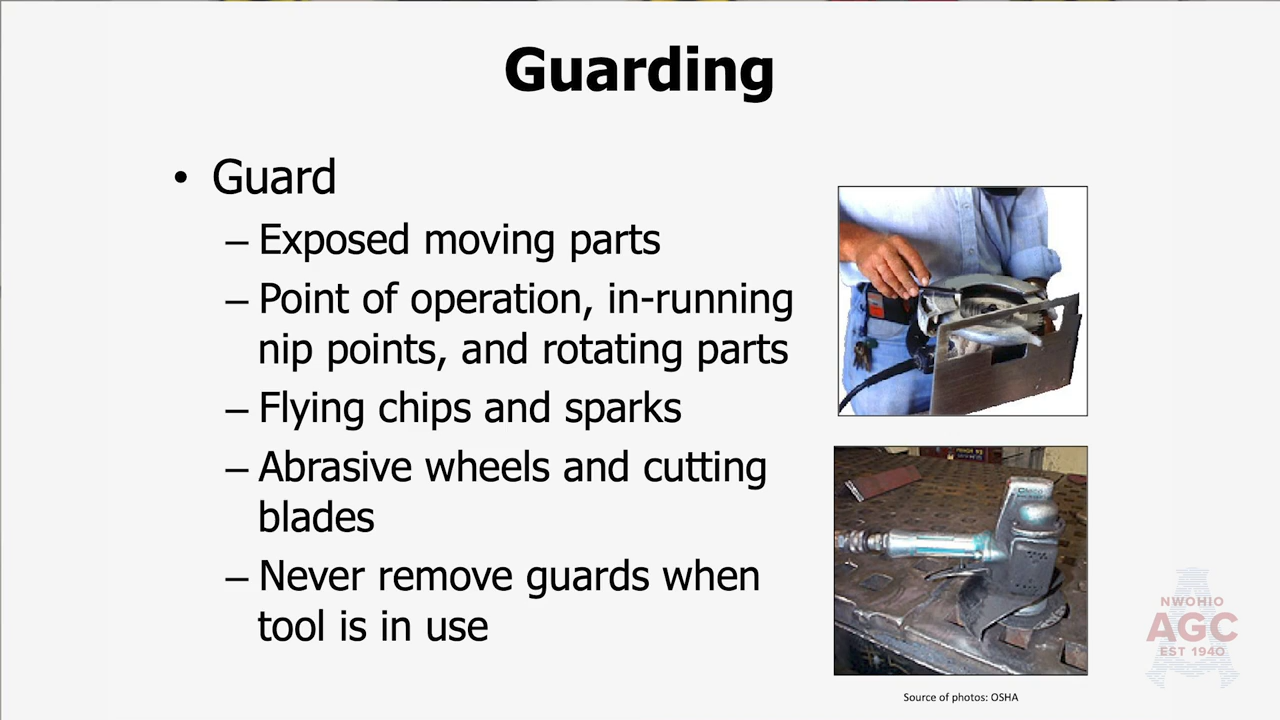 Guarding
• Guard
– Exposed moving parts
– Point of operation, in-running
nip points, and rotating parts
– Flying chips and sparks
– Abrasive wheels and cutting
blades
– Never remove guards when
tool is in use
NWOHIO
AGC
EST 1940
Source of photos: OSHA